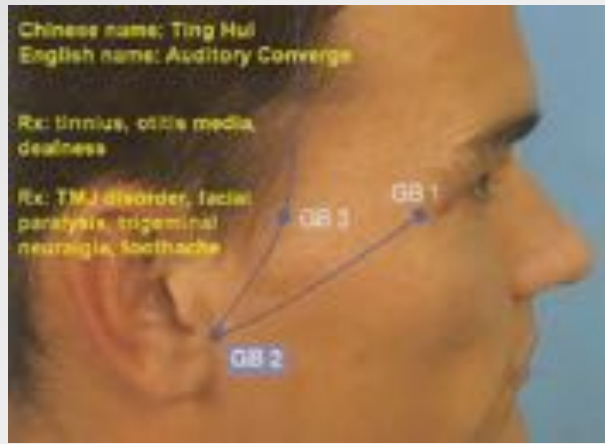 Chinese name: Ting Hui
English name: Auditory Converge
Rx: tinnius, otitis media,
deafness
Rx: TMJ disorder, facial
paralysis, trigeminal
neuralgia, toothache
GB 1
GB 3
GB 2